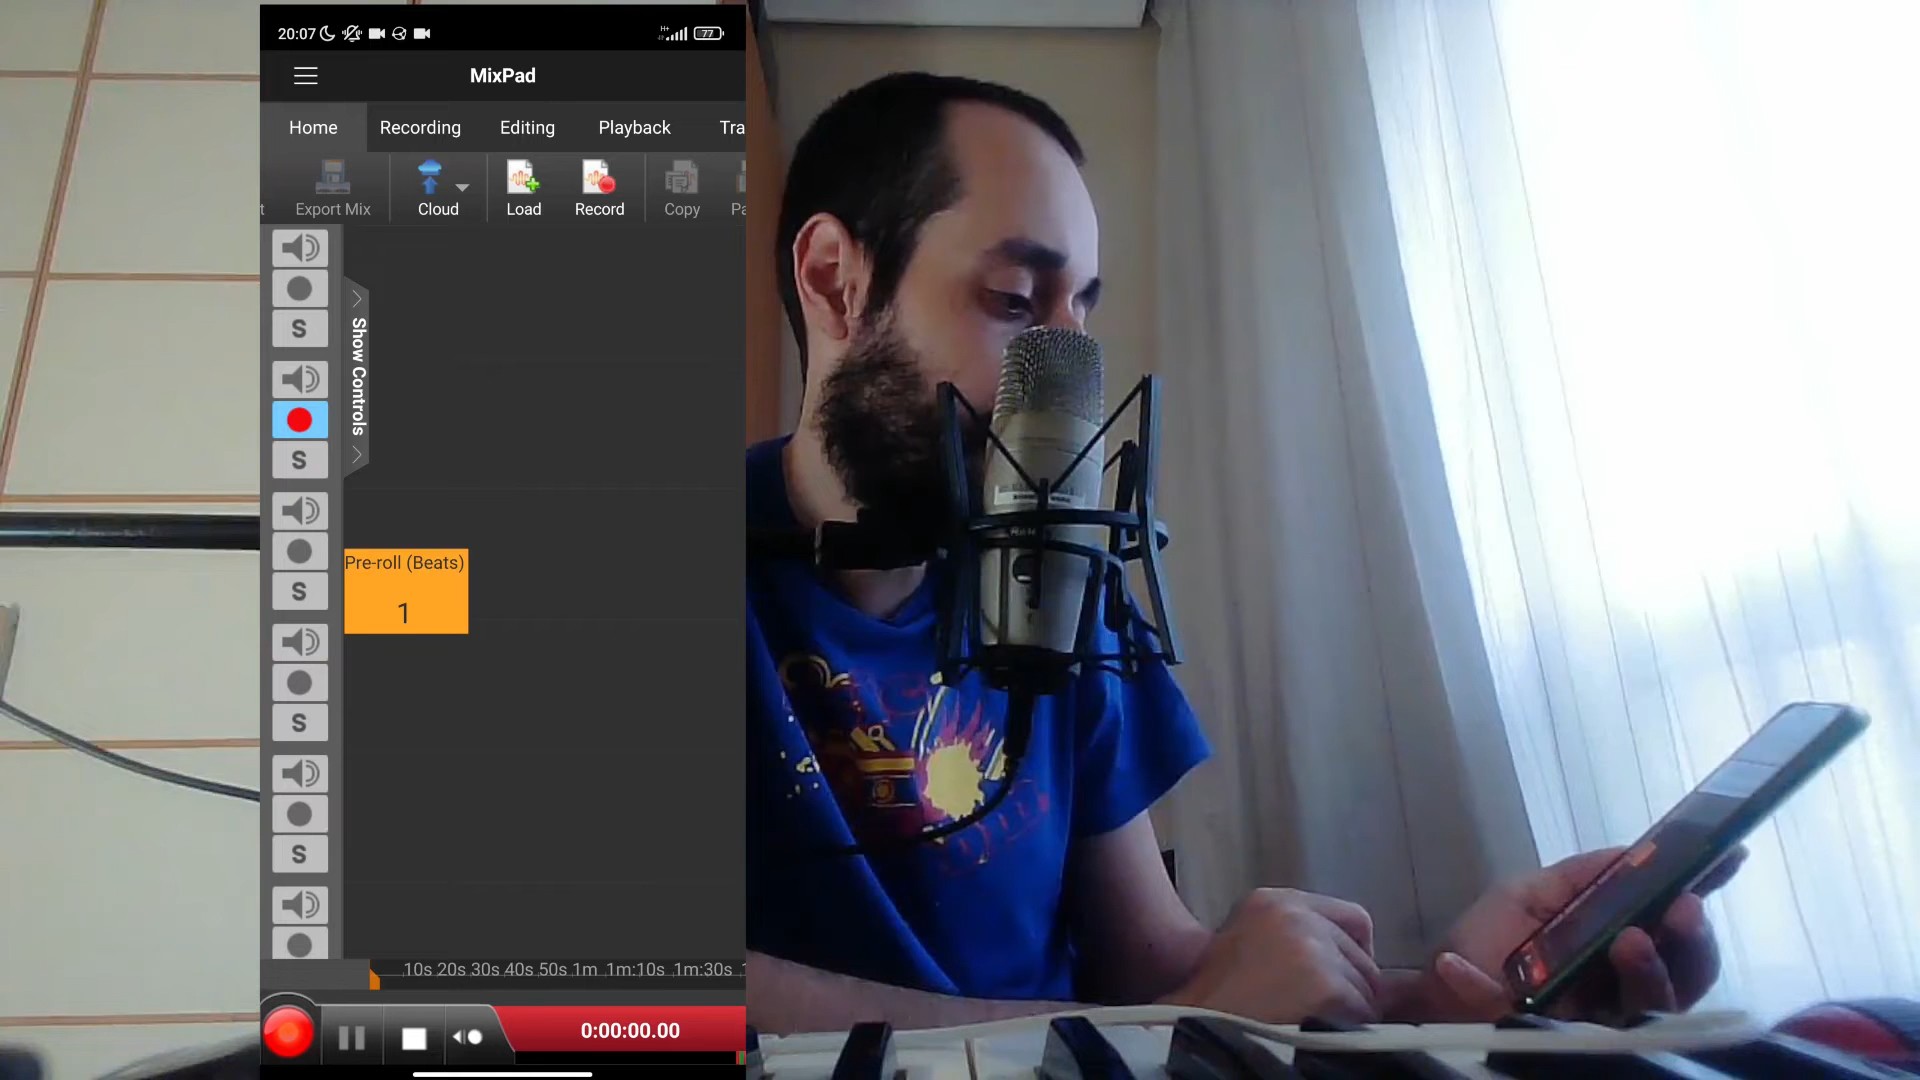 20:07
H+
77
MixPad
Home Recording Editing Playback Tra
t Export Mix Cloud Load Record Copy Pa
S
Show Controls
S
Pre-roll (Beats)
1
S
S
S
10s 20s 30s 40s 50s 1m 1m:10s 1m:30s
0:00:00.00